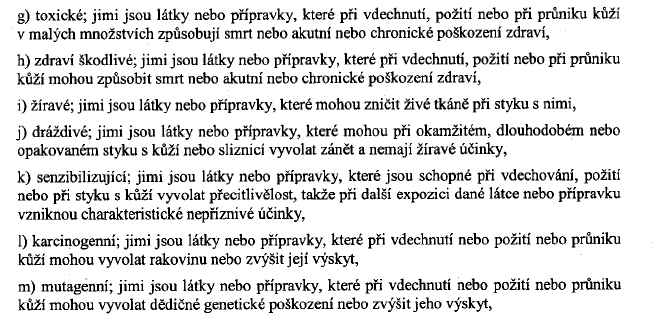 g) toxické; jimi jsou látky nebo přípravky, které při vdechnutí, požití nebo při průniku kůží
v malých množstvích způsobují smrt nebo akutní nebo chronické poškození zdraví,
h) zdraví škodlivé; jimi jsou látky nebo přípravky, které při vdechnutí, požití nebo při průniku
kůží mohou způsobit smrt nebo akutní nebo chronické poškození zdraví,
i) žíravé; jimi jsou látky nebo přípravky, které mohou zničit živé tkáně při styku s nimi,
j) dráždivé; jimi jsou látky nebo přípravky, které mohou při okamžitém, dlouhodobém nebo
opakovaném styku s kůží nebo sliznicí vyvolat zánět a nemají žíravé účinky,
k) senzibilizující; jimi jsou látky nebo přípravky, které jsou schopné při vdechování, požití
nebo při styku s kůží vyvolat přecitlivělost, takže při další expozici dané látce nebo přípravku
vzniknou charakteristické nepříznivé účinky,
l) karcinogenní; jimi jsou látky nebo přípravky, které při vdechnutí nebo požití nebo průniku
kůží mohou vyvolat rakovinu nebo zvýšit její výskyt,
m) mutagenní; jimi jsou látky nebo přípravky, které při vdechnutí nebo požití nebo průniku
kůží mohou vyvolat dědičné genetické poškození nebo zvýšit jeho výskyt,